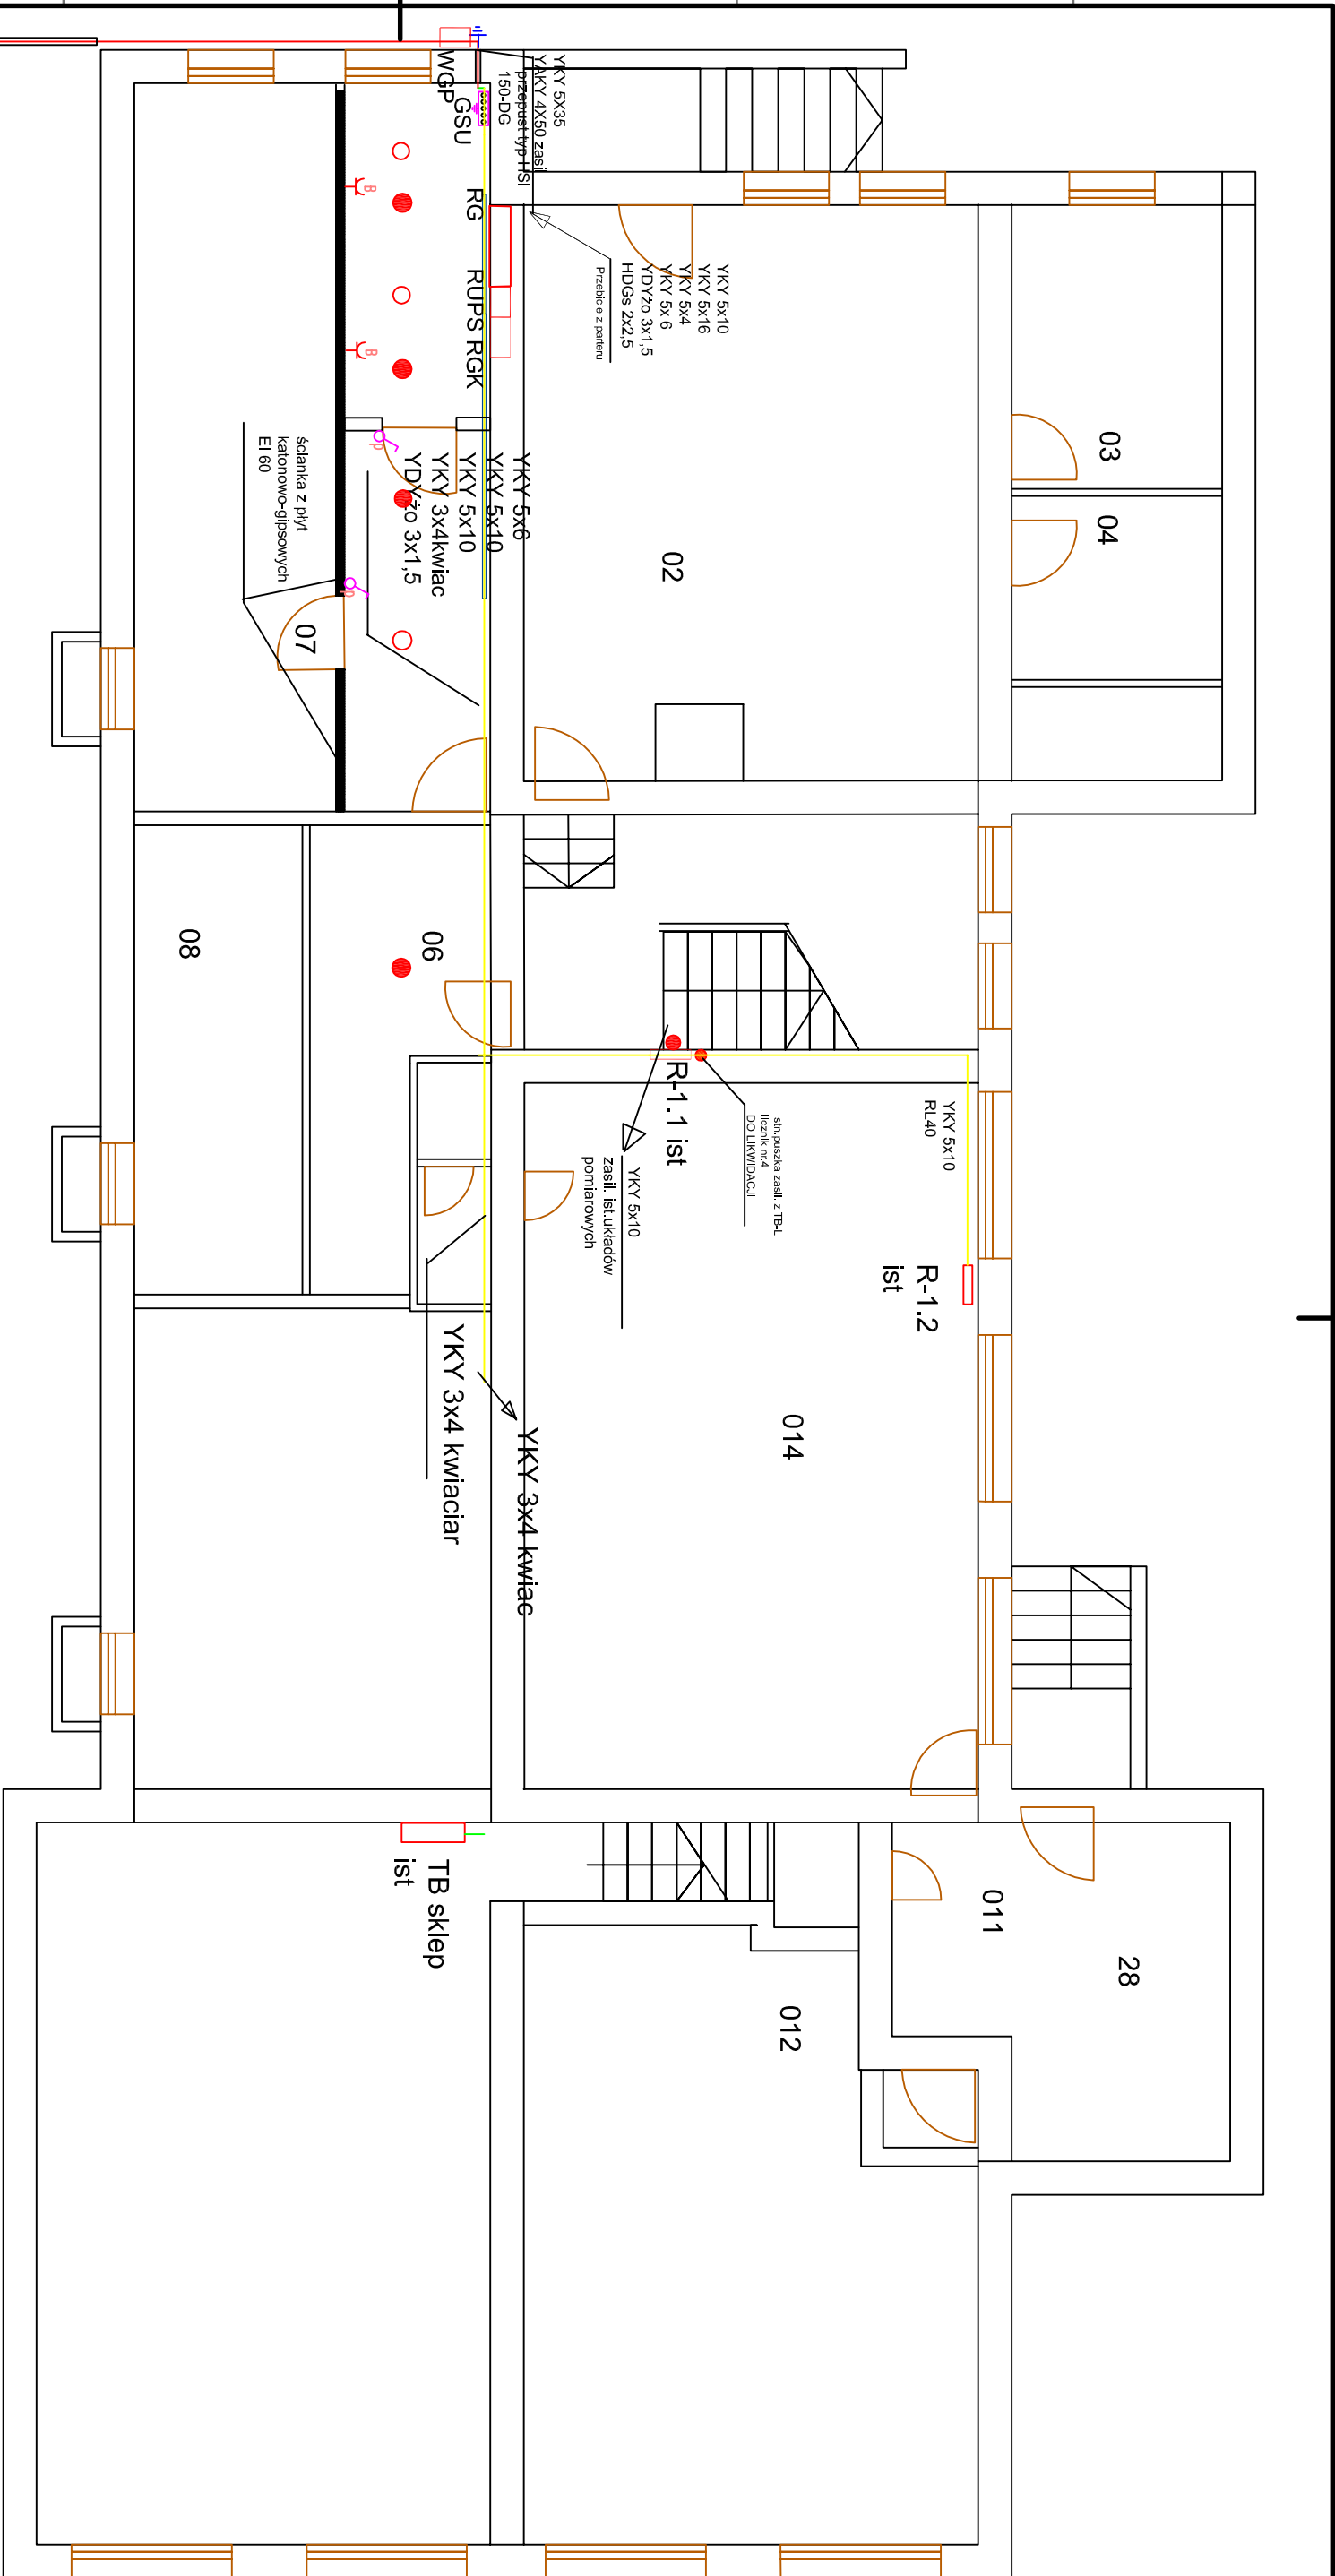 YKY 5X35
YAKY 4X50 zasil
przepust typ HSI
150-DG
WGP
GSU
RG
RUPS RGK
YKY 5x10
YKY 5x16
YKY 5x4
YKY 5x 6
YDYżo 3x1,5
HDGs 2x2,5
Przebicie z parteru
B
B
p
p
03
04
02
YKY 5x6
YKY 5x10
YKY 5x10
YKY 3x4kwiac
YDYżo 3x1,5
ścianka z płyt
katonowo-gipsowych
EI 60
07
06
08
R-1.1 ist
Istn.puszka zasil. z TB-L
llicznik nr.4
DO LIKWIDACJI
YKY 5x10
RL40
YKY 5x10
zasil. ist.układów
pomiarowych
R-1.2
ist
YKY 3x4 kwiaciar
YKY 3x4 kwiac
014
TB sklep
ist
011
28
012